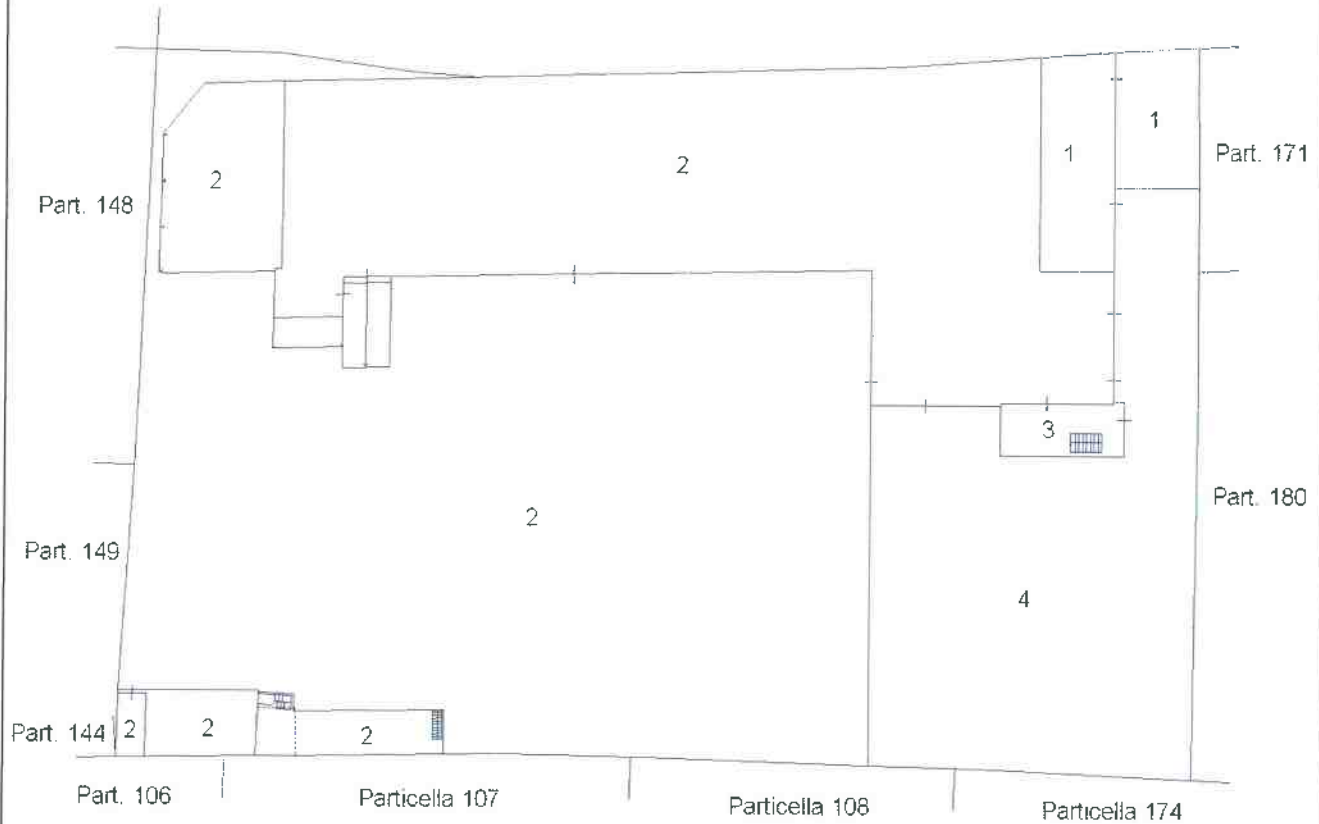 1
Part. 171
1
2
2
Part. 148
3
Part. 180
2
Part. 149
4
Part. 144
2
2
2
Part. 106
Particella 107
Particella 108
Particella 174